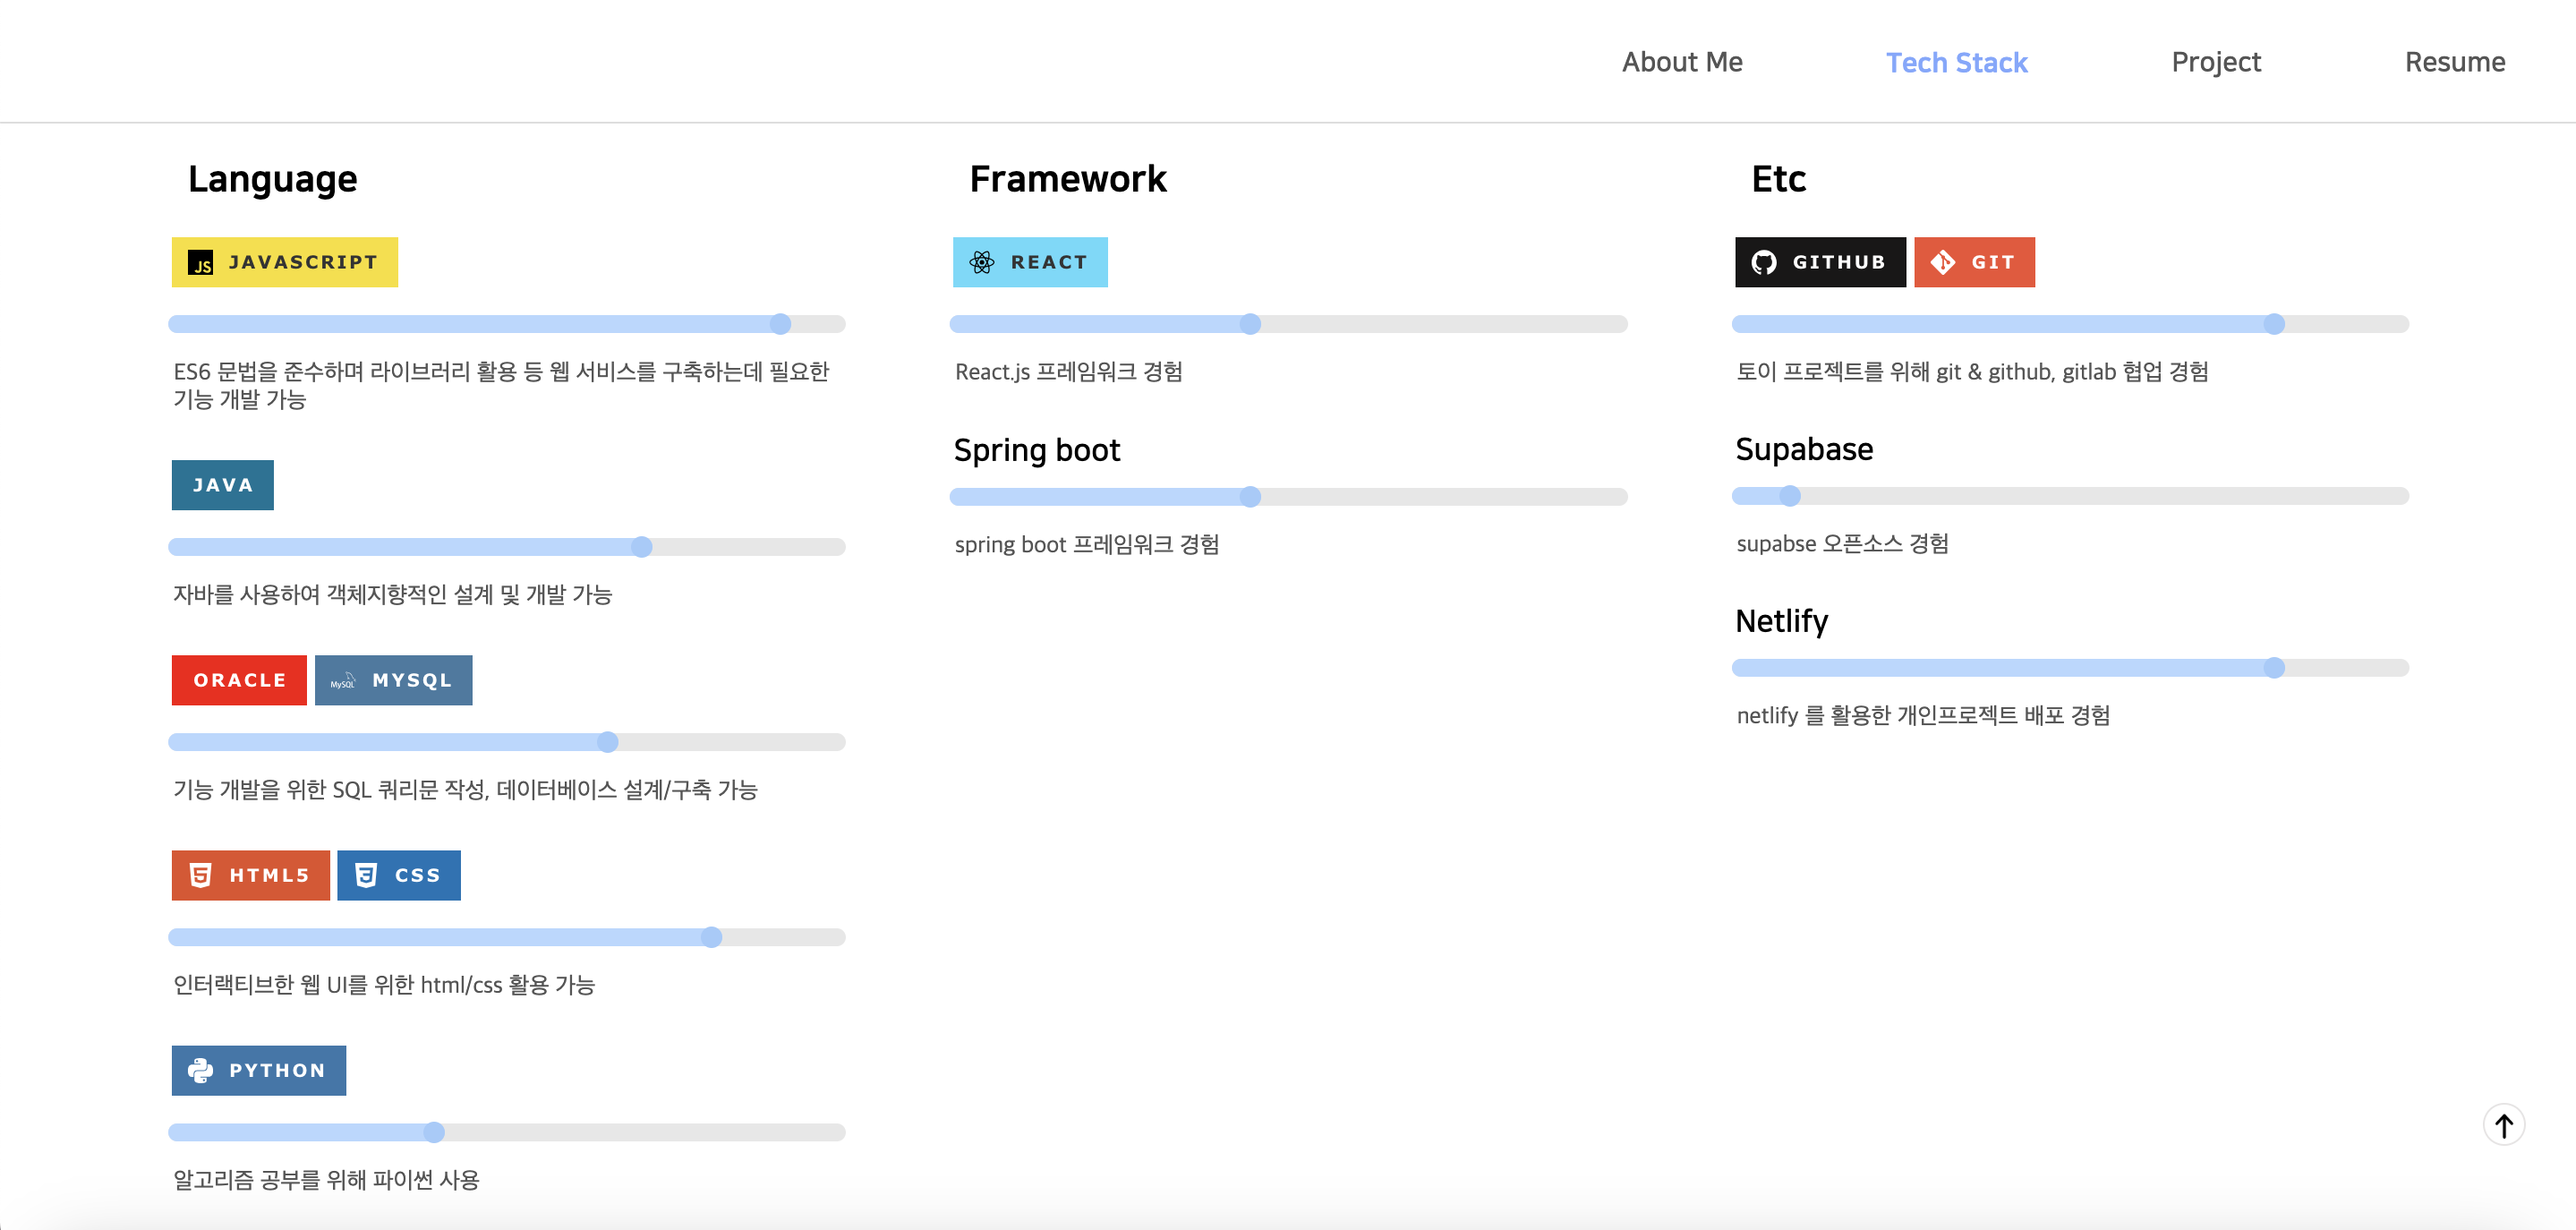 About Me
Tech Stack
Project
Resume
Language
JS JAVASCRIPT
ES6 문법을 준수하며 라이브러리 활용 등 웹 서비스를 구축하는데 필요한
기능 개발 가능
JAVA
자바를 사용하여 객체지향적인 설계 및 개발 가능
ORACLE
MySQL MYSQL
기능 개발을 위한 SQL 쿼리문 작성, 데이터베이스 설계/구축 가능
5 HTML5
3 CSS
인터랙티브한 웹 UI를 위한 html/css 활용 가능
PYTHON
알고리즘 공부를 위해 파이썬 사용
Framework
REACT
React.js 프레임워크 경험
Spring boot
spring boot 프레임워크 경험
Etc
GITHUB
GIT
토이 프로젝트를 위해 git & github, gitlab 협업 경험
Supabase
supabse 오픈소스 경험
Netlify
netlify 를 활용한 개인프로젝트 배포 경험